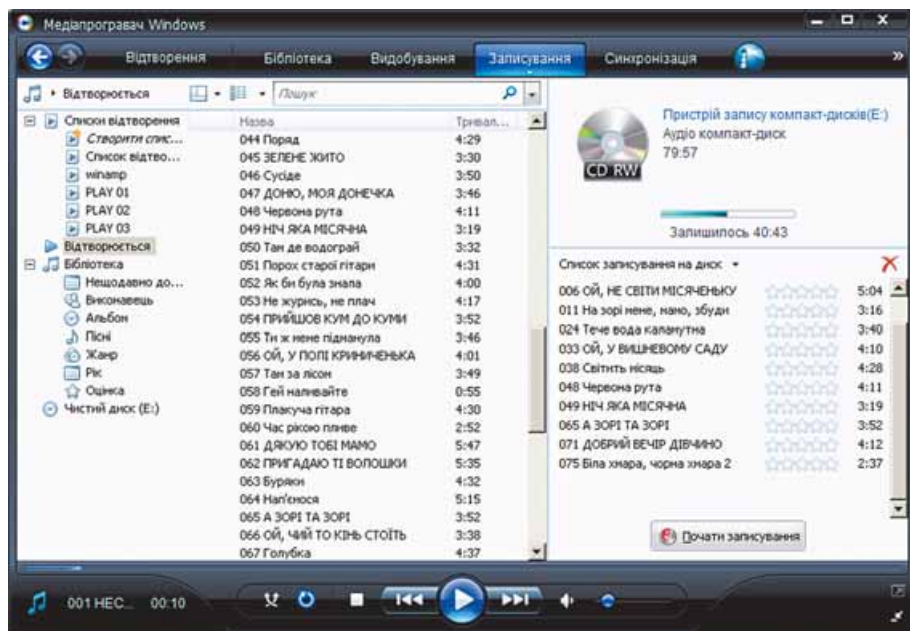 Медіапрогравач Windows
Відтворення Бібліотека Видобування Записування Синхронізація
Відтворюється Пошук
Списки відтворення
Створити спис...
Список відтво...
winamp
PLAY 01
PLAY 02
PLAY 03
Відтворюється
Бібліотека
Нещодавно до...
Виконавець
Альбом
Пісні
Жанр
Рік
Оцінка
Чистий диск (E:)
Назва Тривал...
044 Поряд 4:29
045 ЗЕЛЕНЕ ЖИТО 3:30
046 Сусіде 3:50
047 ДОНЮ, МОЯ ДОНЕЧКА 3:46
048 Червона рута 4:11
049 НІЧ ЯКА МІСЯЧНА 3:19
050 Там де водограй 3:32
051 Порох старої гітари 4:31
052 Як би була знала 4:00
053 Не журись, не плач 4:17
054 ПРИЙШОВ КУМ ДО КУМИ 3:52
055 Ти ж мене підманула 3:46
056 ОЙ, У ПОЛІ КРИНИЧЕНЬКА 4:01
057 Там за лісом 3:49
058 Гей наливайте 0:55
059 Плакуча гітара 4:30
060 Час рікою пливе 2:52
061 ДЯКУЮ ТОБІ МАМО 5:47
062 ПРИГАДАЮ ТІ ВОЛОШКИ 5:35
063 Буряки 4:32
064 Нап'ємося 5:15
065 А ЗОРІ ТА ЗОРІ 3:52
066 ОЙ, ЧИЙ ТО КІНЬ СТОЇТЬ 3:38
067 Голубка 4:37
CD RW
Пристрій запису компакт-дисків(E:)
Аудіо компакт-диск
79:57
Залишилось 40:43
Список записування на диск
006 ОЙ, НЕ СВІТИ МІСЯЧЕНЬКУ 5:04
011 На зорі мене, мамо, збуди 3:16
024 Тече вода каламутна 3:40
033 ОЙ, У ВИШНЕВОМУ САДУ 4:10
038 Світить місяць 4:28
048 Червона рута 4:11
049 НІЧ ЯКА МІСЯЧНА 3:19
065 А ЗОРІ ТА ЗОРІ 3:52
071 ДОБРИЙ ВЕЧІР ДІВЧИНО 4:12
075 Біла хмара, чорна хмара 2 2:37
Почати записування
001 НЕС... 00:10